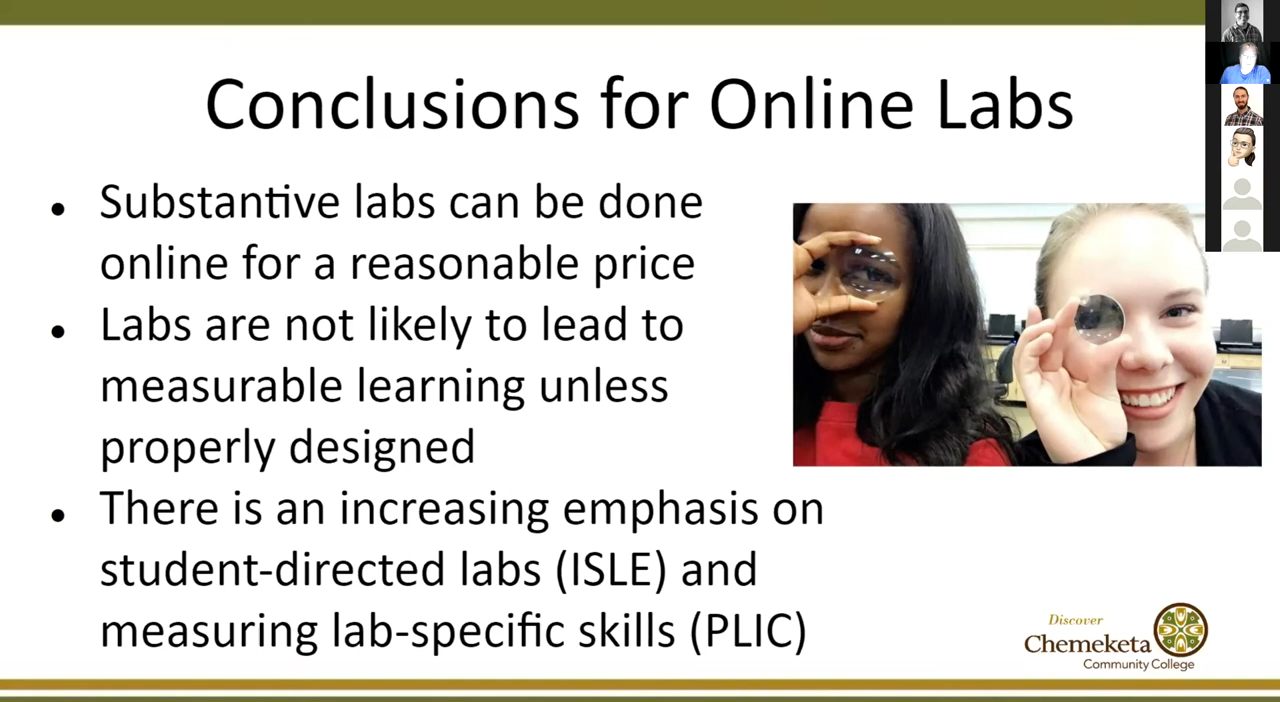 Conclusions for Online Labs
• Substantive labs can be done
online for a reasonable price
• Labs are not likely to lead to
measurable learning unless
properly designed
• There is an increasing emphasis on
student-directed labs (ISLE) and
measuring lab-specific skills (PLIC)
Discover
Chemeketa
Community College